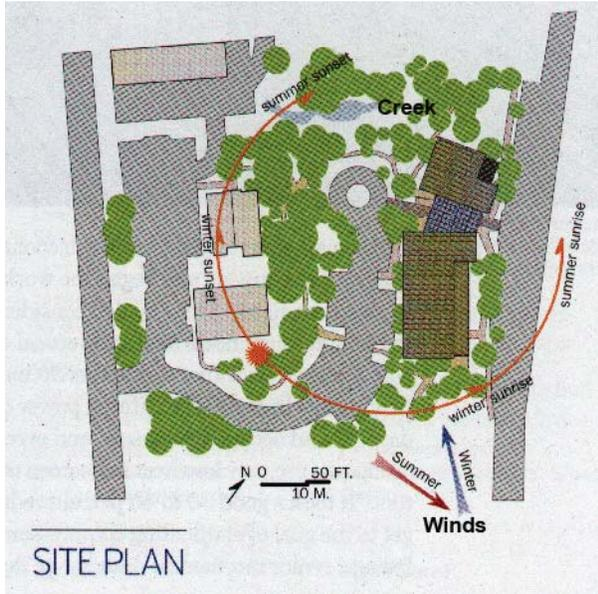 summer sunset
Creek
winter sunset
summer sunrise
winter sunrise
N 0 50 FT.
10 M.
Summer
Winter
Winds
SITE PLAN